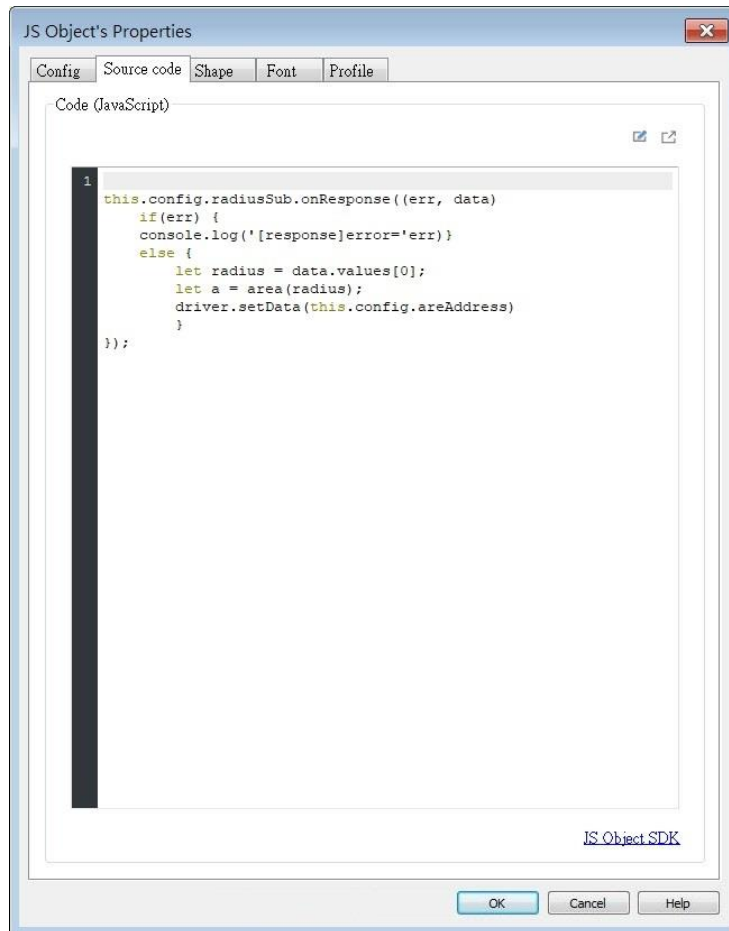 JS Object's Properties
Config Source code Shape Font Profile
Code (JavaScript)
1
this.config.radiusSub.onResponse((err, data)
if(err) {
console.log('[response]error='err)}
else {
let radius = data.values[0];
let a = area(radius);
driver.setData(this.config.areAddress)
}
});
JS Object SDK
OK Cancel Help